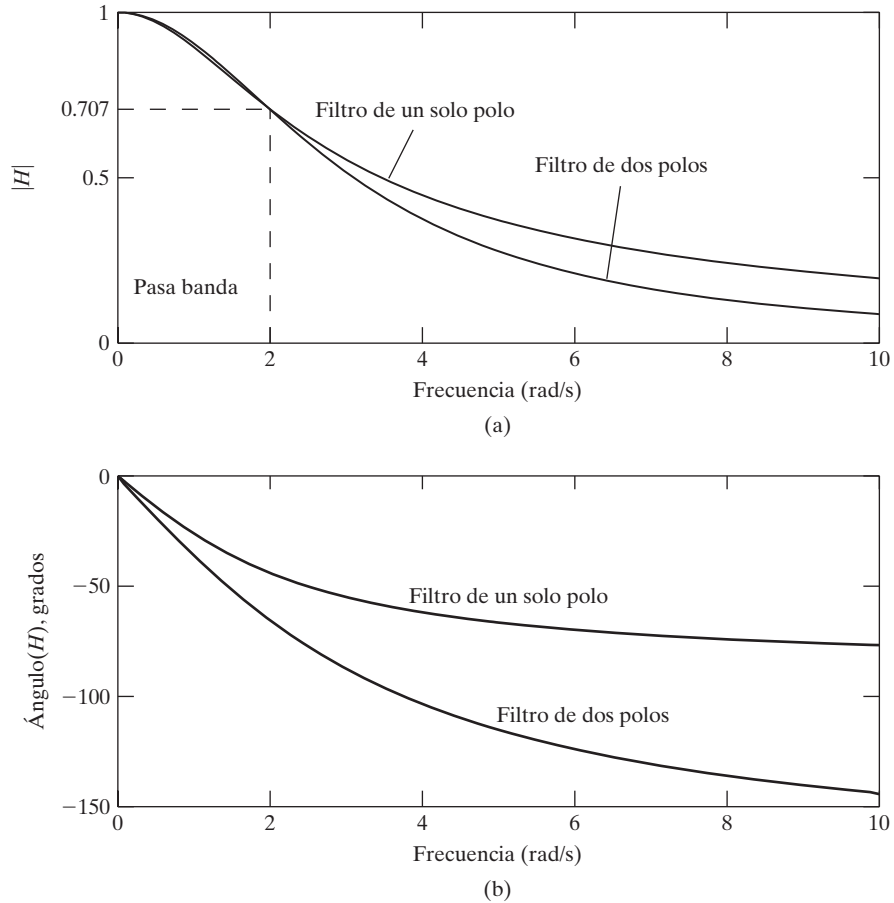 1
Filtro de un solo polo
0.707
Filtro de dos polos
|H|
0.5
Pasa banda
0
0 2 4 6 8 10
Frecuencia (rad/s)
(a)
0
Ángulo(H), grados
−50
Filtro de un solo polo
−100
Filtro de dos polos
−150
0 2 4 6 8 10
Frecuencia (rad/s)
(b)